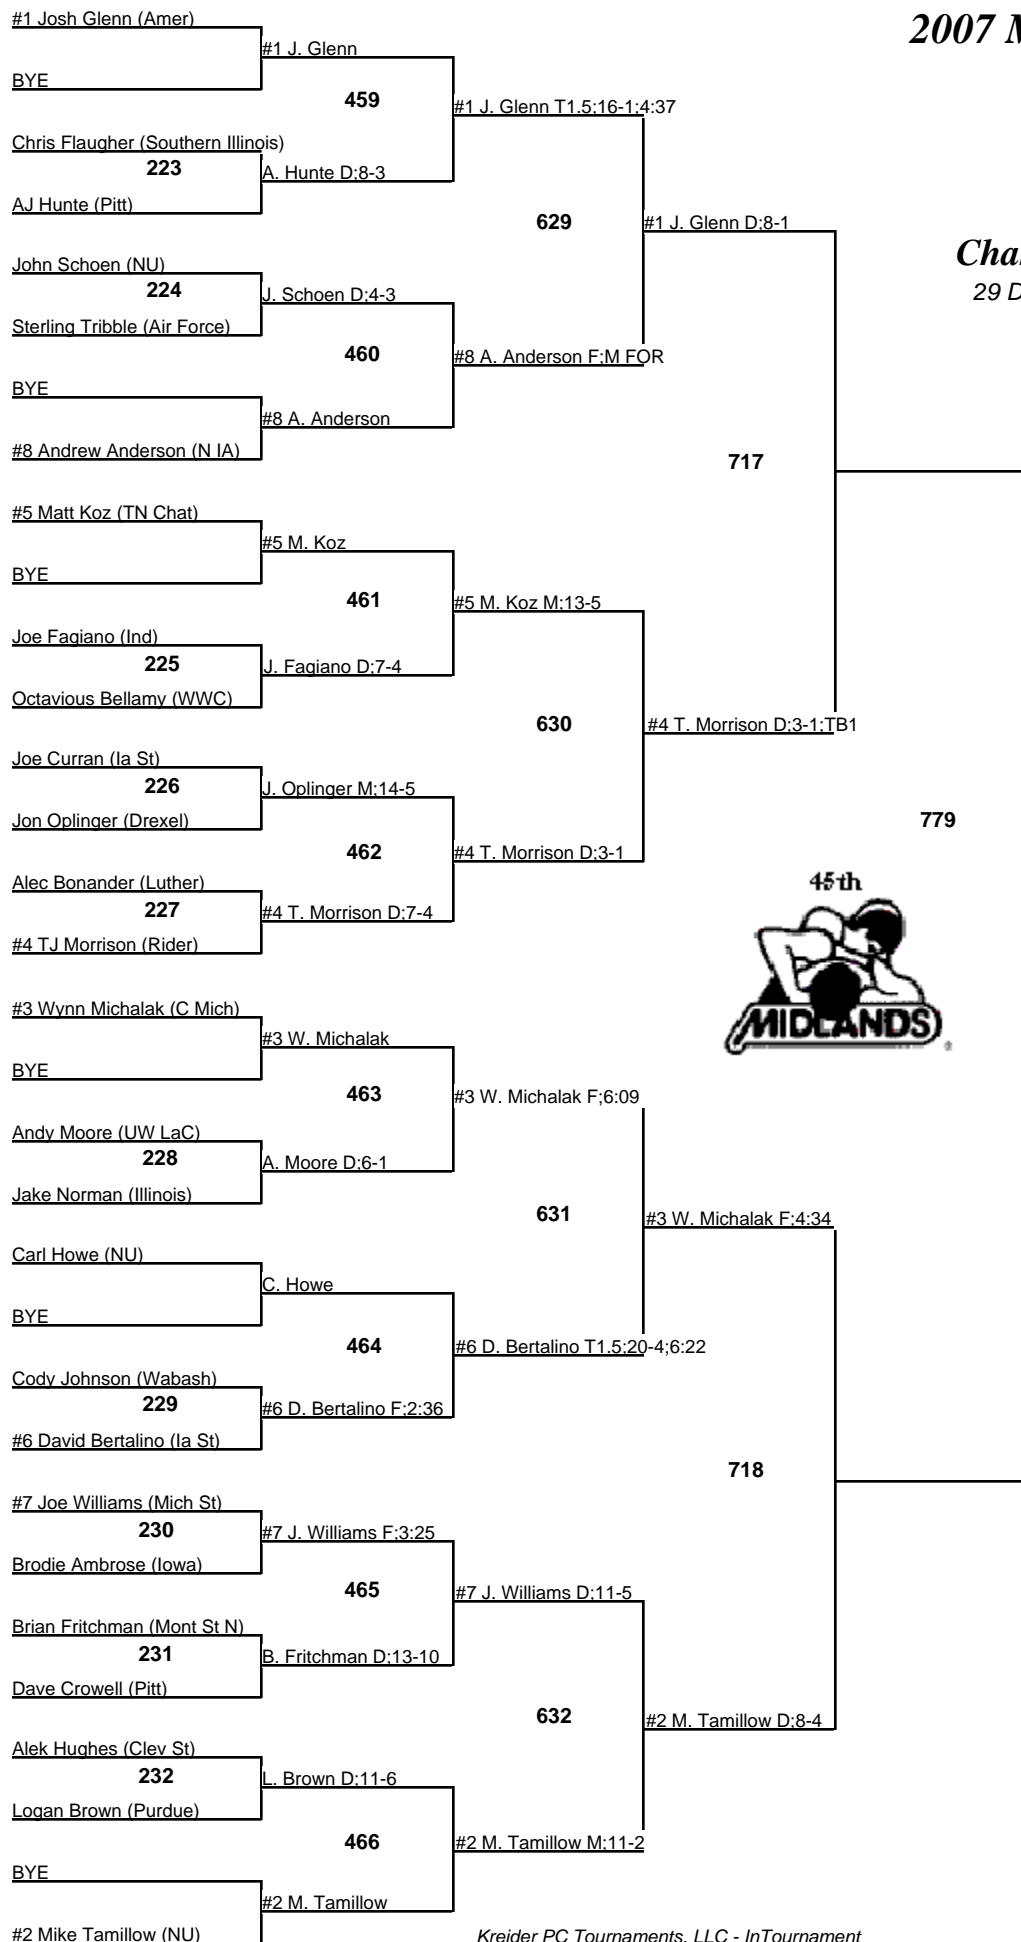 #1 Josh Glenn (Amer)
2007 M
#1 J. Glenn
BYE
459
#1 J. Glenn T1.5;16-1;4:37
Chris Flaugher (Southern Illinois)
223
A. Hunte D;8-3
AJ Hunte (Pitt)
629
#1 J. Glenn D;8-1
John Schoen (NU)
224
J. Schoen D;4-3
Cha
29 D
Sterling Tribble (Air Force)
460
#8 A. Anderson F;M FOR
BYE
#8 A. Anderson
#8 Andrew Anderson (N IA)
717
#5 Matt Koz (TN Chat)
#5 M. Koz
BYE
461
#5 M. Koz M;13-5
Joe Fagiano (Ind)
225
J. Fagiano D;7-4
Octavious Bellamy (WWC)
630
#4 T. Morrison D;3-1;TB1
Joe Curran (Ia St)
226
J. Oplinger M;14-5
Jon Oplinger (Drexel)
779
462
#4 T. Morrison D;3-1
Alec Bonander (Luther)
227
#4 T. Morrison D;7-4
#4 TJ Morrison (Rider)
45th
MIDLANDS
®
#3 Wynn Michalak (C Mich)
#3 W. Michalak
BYE
463
#3 W. Michalak F;6:09
Andy Moore (UW LaC)
228
A. Moore D;6-1
Jake Norman (Illinois)
631
#3 W. Michalak F;4:34
Carl Howe (NU)
C. Howe
BYE
464
#6 D. Bertalino T1.5;20-4;6:22
Cody Johnson (Wabash)
229
#6 D. Bertalino F;2:36
#6 David Bertalino (Ia St)
718
#7 Joe Williams (Mich St)
230
#7 J. Williams F;3:25
Brodie Ambrose (Iowa)
465
#7 J. Williams D;11-5
Brian Fritchman (Mont St N)
231
B. Fritchman D;13-10
Dave Crowell (Pitt)
632
#2 M. Tamillow D;8-4
Alek Hughes (Clev St)
232
L. Brown D;11-6
Logan Brown (Purdue)
466
#2 M. Tamillow M;11-2
BYE
#2 M. Tamillow
#2 Mike Tamillow (NU)
Kreider PC Tournaments, LLC - InTournament